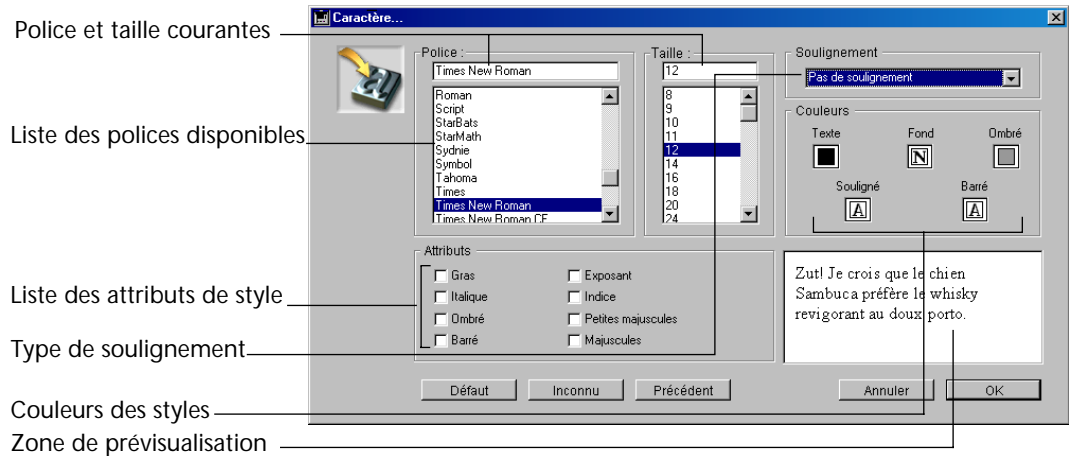 Caractère...
Police et taille courantes
Liste des polices disponibles
Liste des attributs de style
Type de soulignement
Couleurs des styles
Zone de prévisualisation
Police :
Times New Roman
Roman
Script
StarBats
StarMath
Sydnie
Symbol
Tahoma
Times
Times New Roman
Times New Roman CE
Taille :
12
8
9
10
11
12
14
16
18
20
24
Soulignement
Pas de soulignement
Couleurs
Texte Fond Ombré
N
Souligné Barré
A A
Attributs
Gras Exposant
Italique Indice
Ombré Petites majuscules
Barré Majuscules
Zut! Je crois que le chien
Sambuca préfère le whisky
revigorant au doux porto.
Défaut Inconnu Précédent Annuler OK